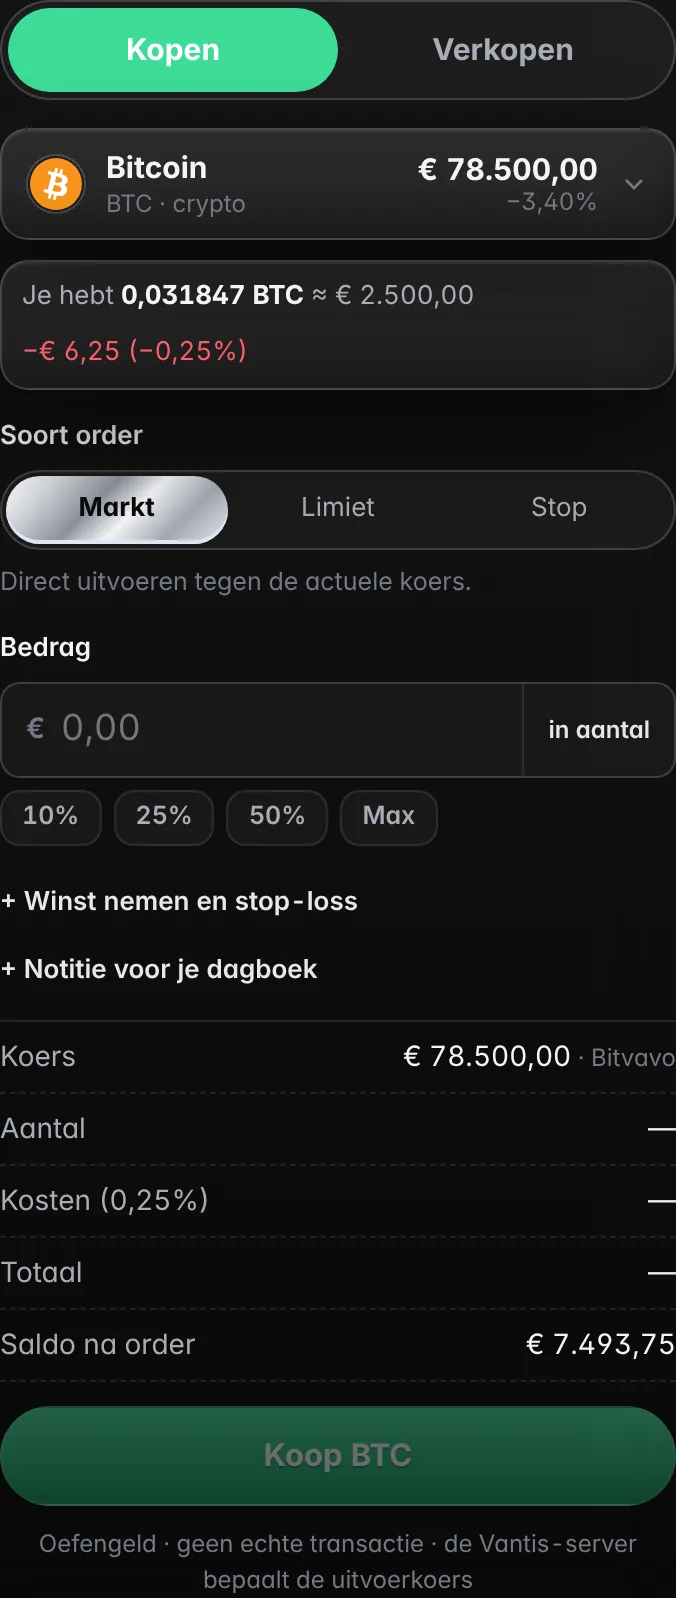 Kopen
Verkopen
Bitcoin
€ 78.500,00
BTC · crypto
−3,40%
Je hebt 0,031847 BTC ≈ € 2.500,00
−€ 6,25 (−0,25%)
Soort order
Markt
Limiet
Stop
Direct uitvoeren tegen de actuele koers.
Bedrag
€ 0,00
in aantal
10%
25%
50%
Max
+ Winst nemen en stop-loss
+ Notitie voor je dagboek
Koers
€ 78.500,00 · Bitvavo
Aantal
—
Kosten (0,25%)
—
Totaal
—
Saldo na order
€ 7.493,75
Koop BTC
Oefengeld · geen echte transactie · de Vantis-server
bepaalt de uitvoerkoers